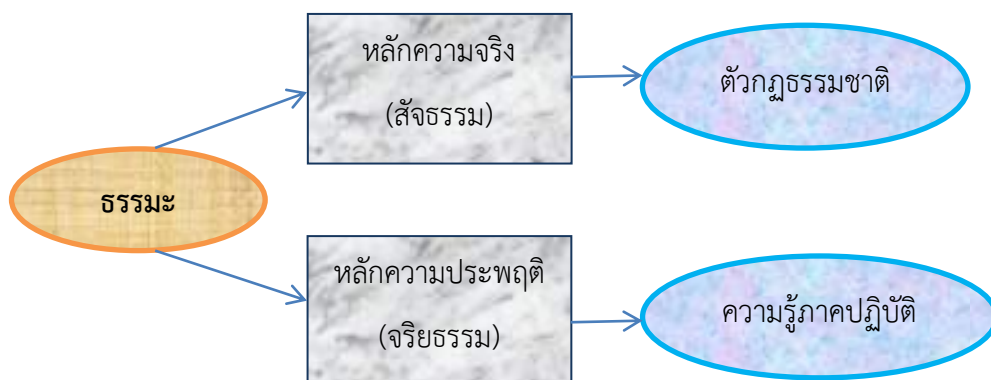 หลักความจริง
(สัจธรรม)
ตัวกฏธรรมชาติ
ธรรมะ
หลักความประพฤติ
(จริยธรรม)
ความรู้ภาคปฏิบัติ